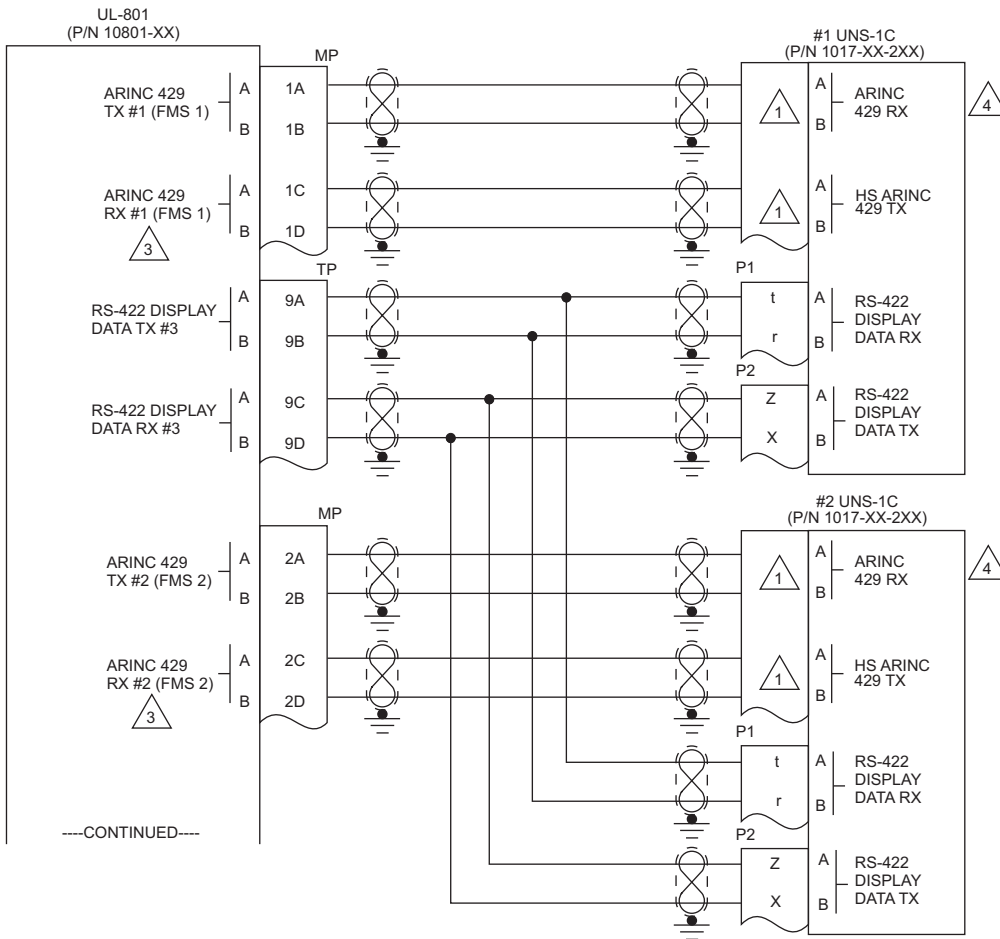 UL-801
(P/N 10801-XX)
MP
ARINC 429
TX #1 (FMS 1)
A
B
1A
1B
ARINC 429
RX #1 (FMS 1)
3
A
B
1C
1D
TP
RS-422 DISPLAY
DATA TX #3
A
B
9A
9B
RS-422 DISPLAY
DATA RX #3
A
B
9C
9D
MP
ARINC 429
TX #2 (FMS 2)
A
B
2A
2B
ARINC 429
RX #2 (FMS 2)
3
A
B
2C
2D
----CONTINUED----
#1 UNS-1C
(P/N 1017-XX-2XX)
1
A
B
ARINC
429 RX
4
1
A
B
HS ARINC
429 TX
P1
t
r
A
B
RS-422
DISPLAY
DATA RX
P2
Z
X
A
B
RS-422
DISPLAY
DATA TX
#2 UNS-1C
(P/N 1017-XX-2XX)
1
A
B
ARINC
429 RX
4
1
A
B
HS ARINC
429 TX
P1
t
r
A
B
RS-422
DISPLAY
DATA RX
P2
Z
X
A
B
RS-422
DISPLAY
DATA TX